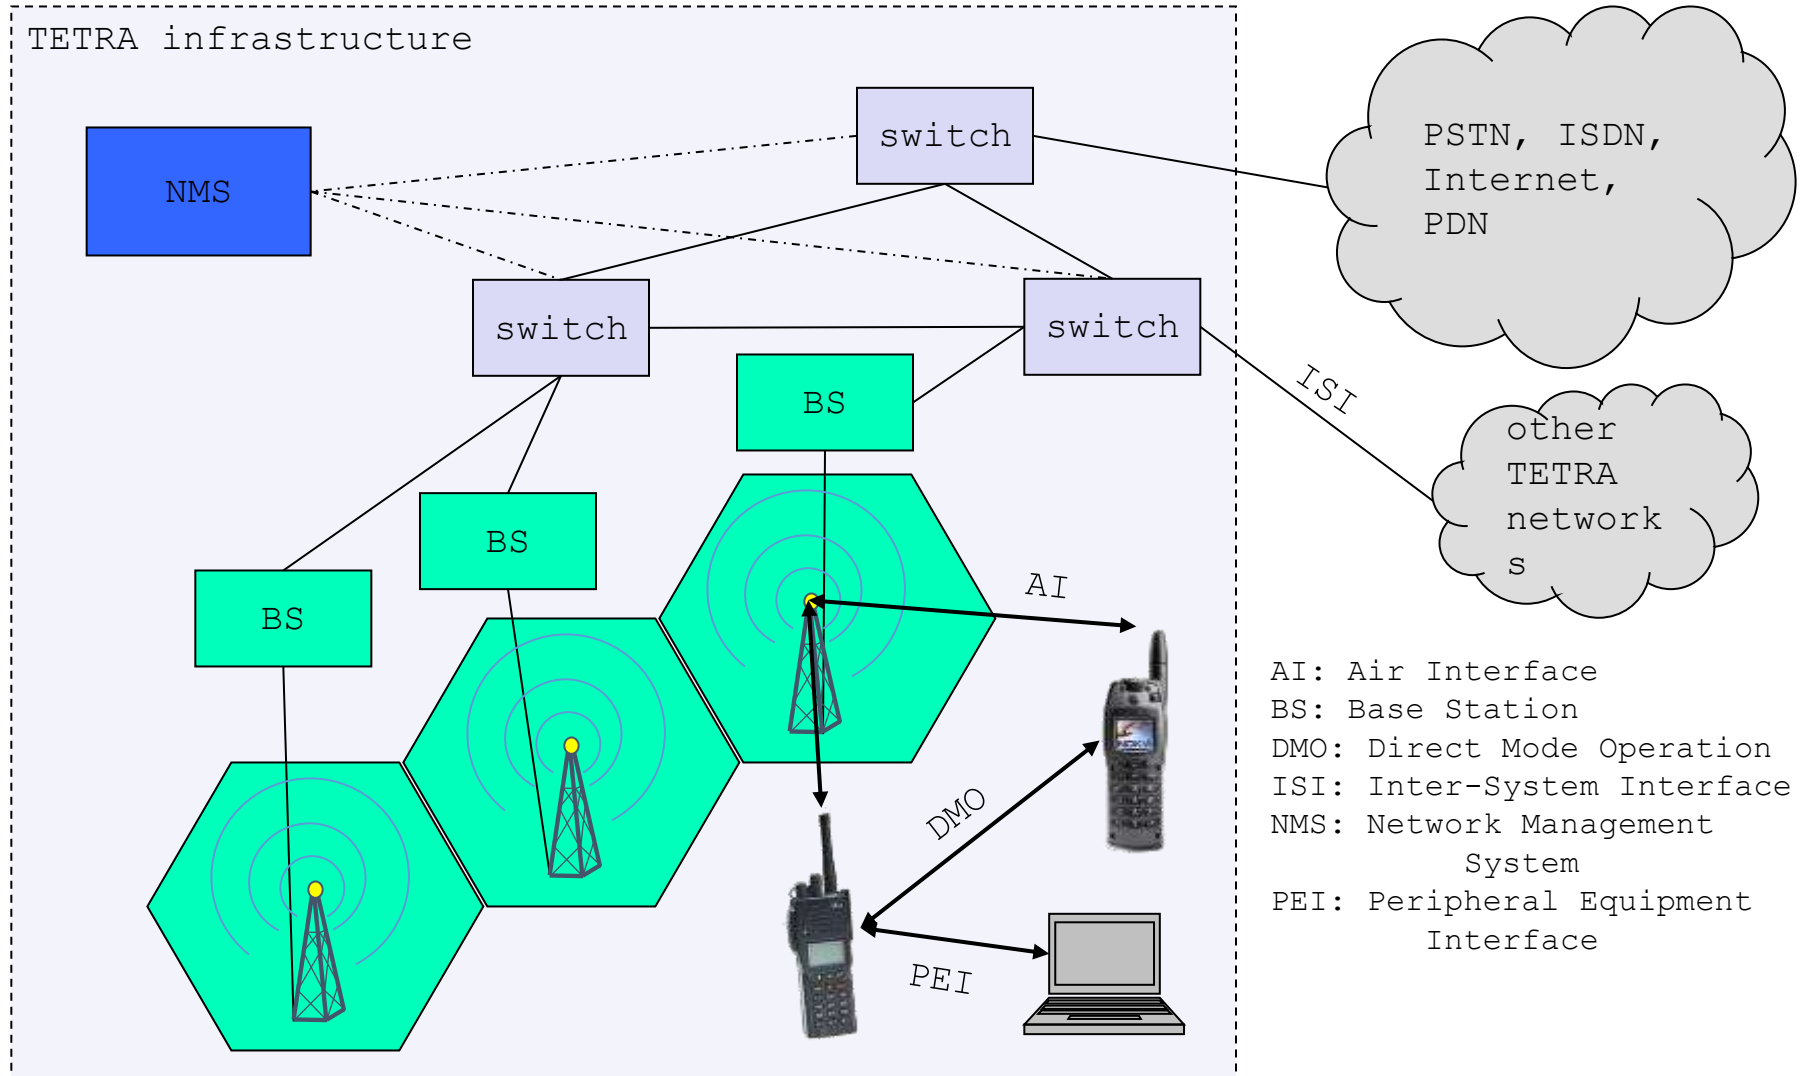 TETRA infrastructure
NMS
switch
switch
switch
PSTN, ISDN,
Internet,
PDN
ISI
other
TETRA
network
s
BS
BS
BS
AI
DMO
PEI
AI: Air Interface
BS: Base Station
DMO: Direct Mode Operation
ISI: Inter-System Interface
NMS: Network Management
System
PEI: Peripheral Equipment
Interface
NOKIA